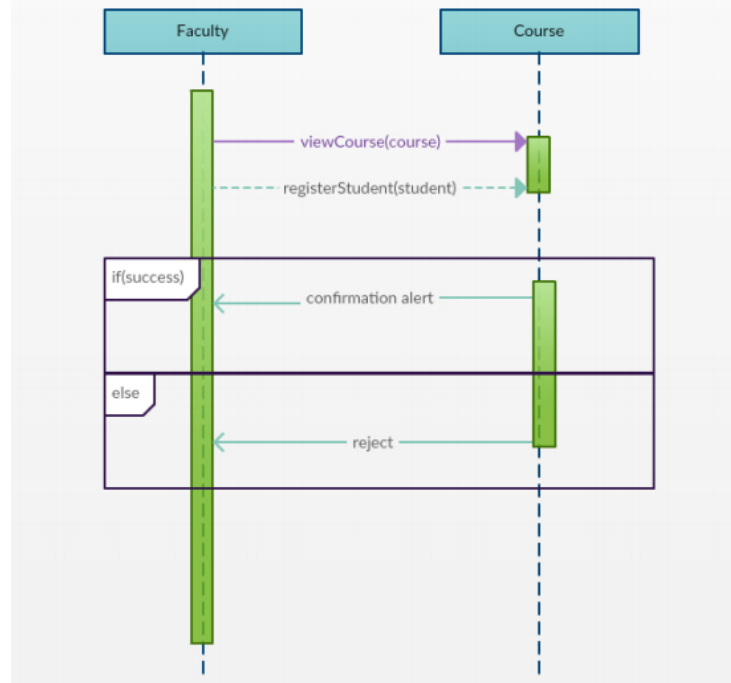 Faculty
Course
viewCourse(course)
registerStudent(student)
if(success)
confirmation alert
else
reject